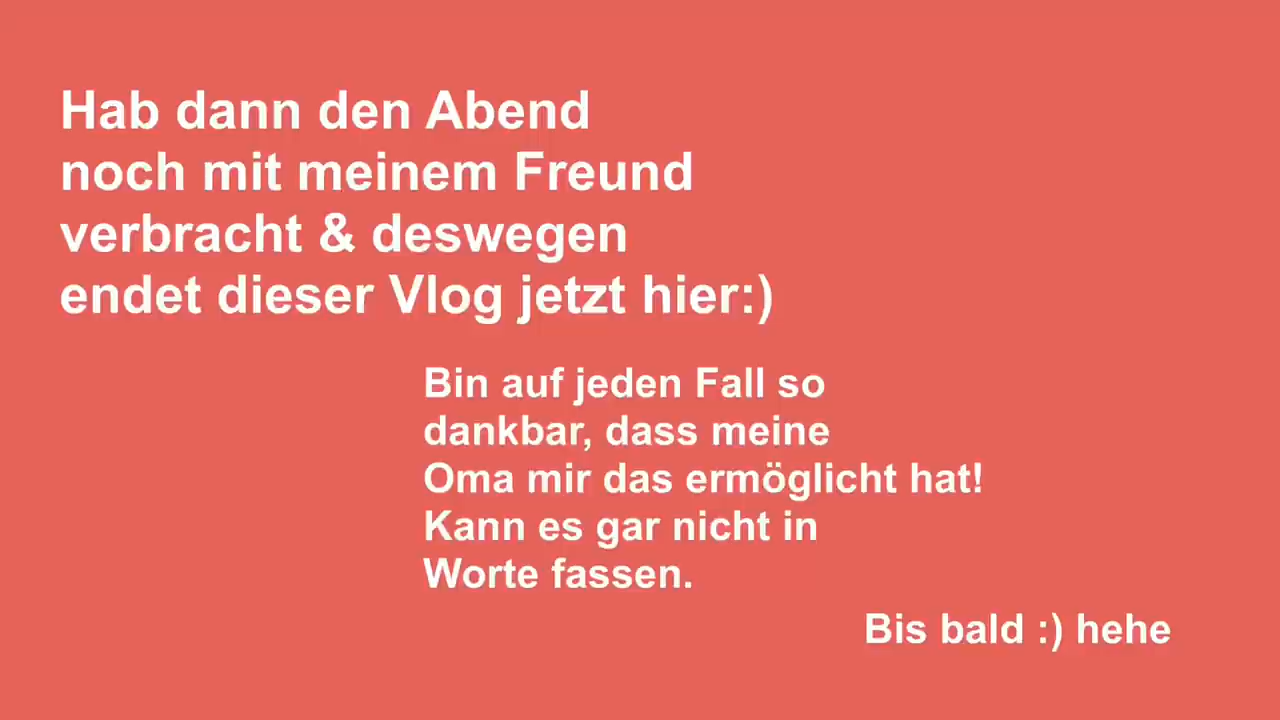 Hab dann den Abend
noch mit meinem Freund
verbracht & deswegen
endet dieser Vlog jetzt hier:)
Bin auf jeden Fall so
dankbar, dass meine
Oma mir das ermöglicht hat!
Kann es gar nicht in
Worte fassen.
Bis bald :) hehe